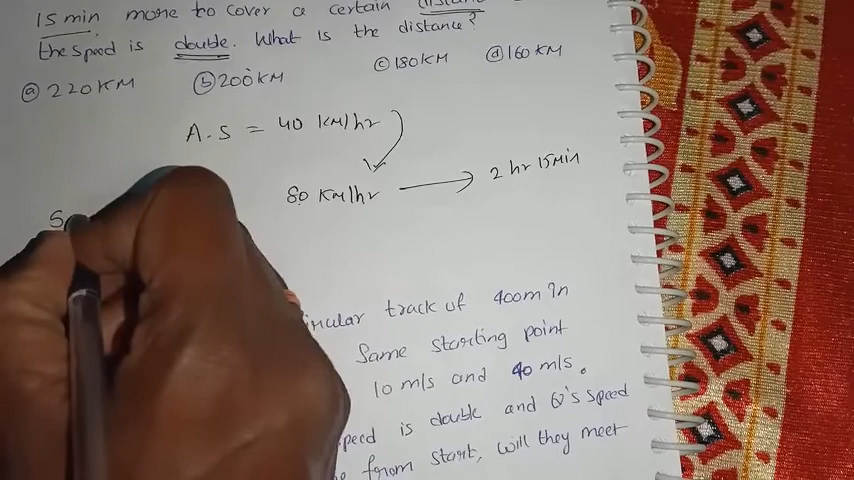 15 min more to cover a certain
the speed is double. What is the distance?
(a) 220 KM (b) 200 KM (c) 180 KM (d) 160 KM
A.S = 40 KM/hr
80 KM/hr → 2 hr 15 Min
S
track of 400m in
Same starting point
10 m/s and 40 m/s.
is double and Q's speed
from start, will they meet